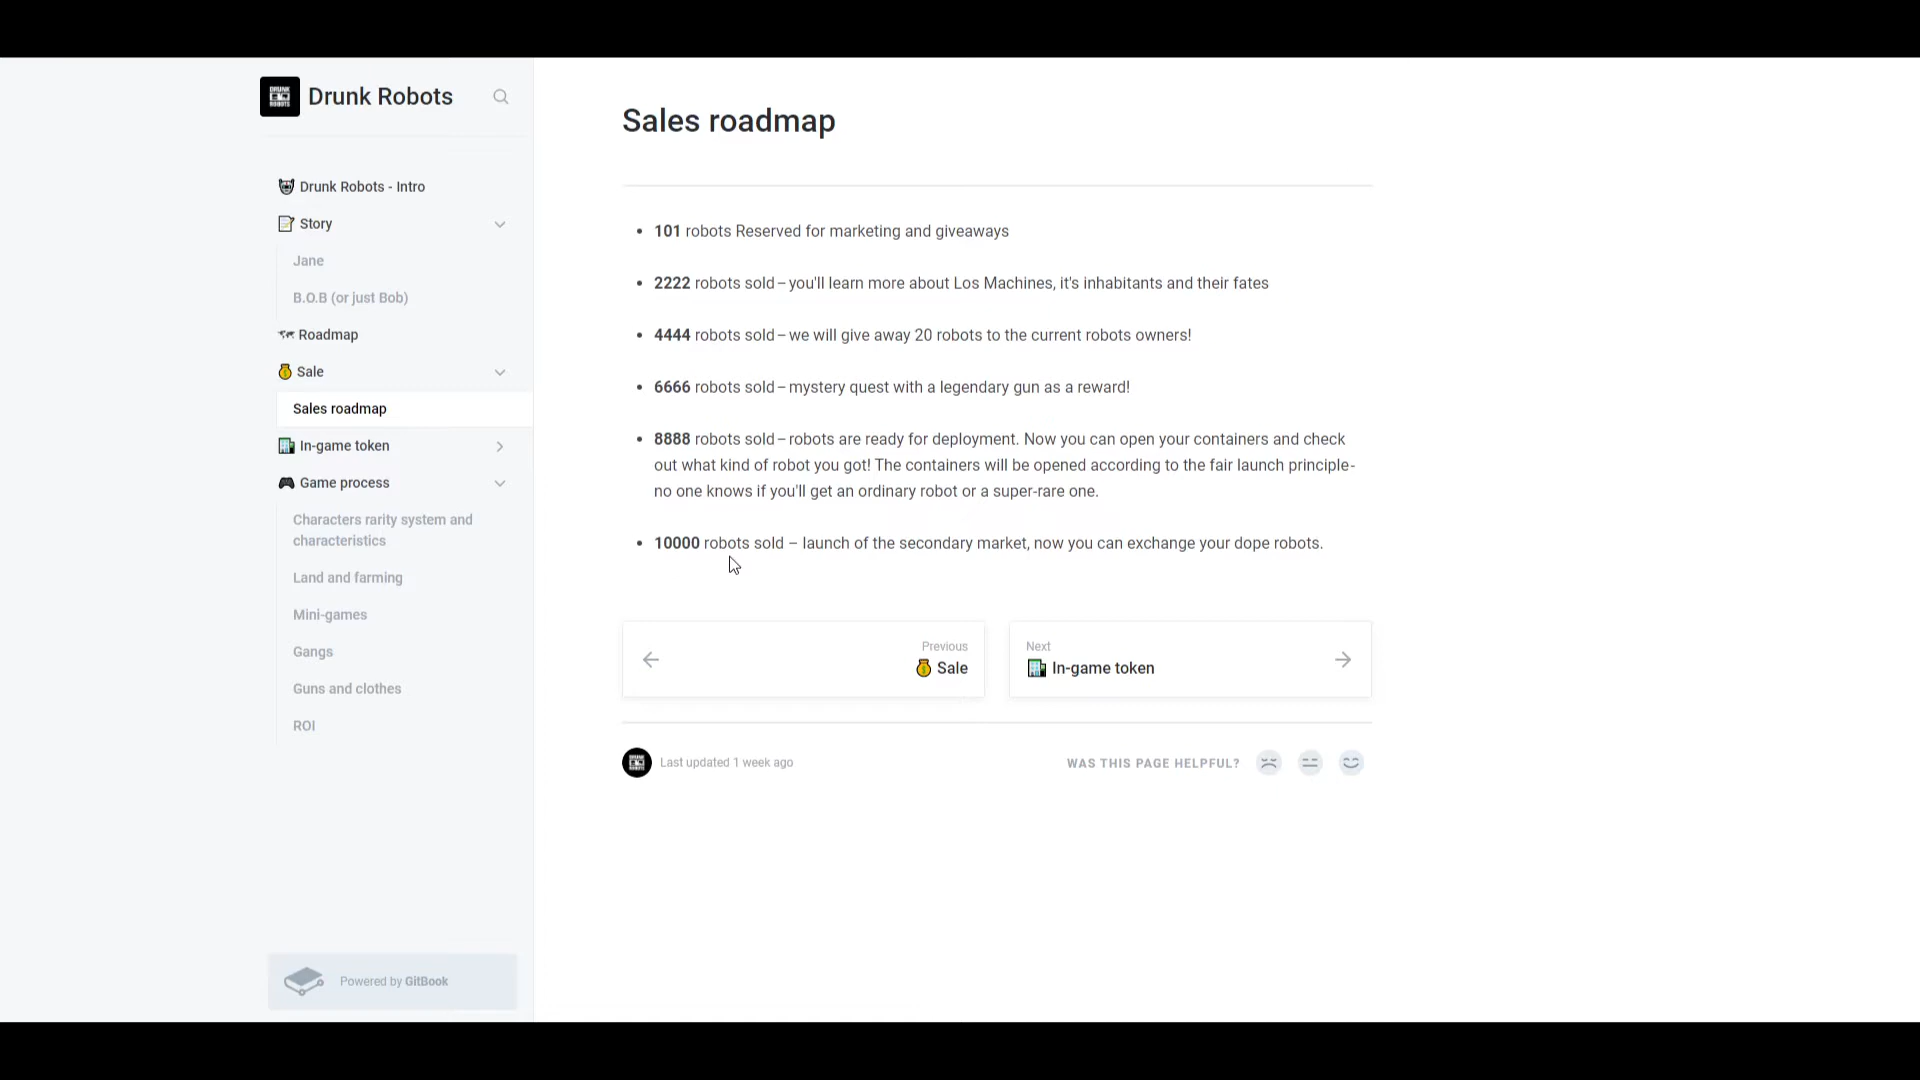 Drunk Robots
Drunk Robots - Intro
Story
Jane
B.O.B (or just Bob)
Roadmap
Sale
Sales roadmap
In-game token
Game process
Characters rarity system and
characteristics
Land and farming
Mini-games
Gangs
Guns and clothes
ROI
Powered by GitBook
Sales roadmap
• 101 robots Reserved for marketing and giveaways
• 2222 robots sold – you'll learn more about Los Machines, it's inhabitants and their fates
• 4444 robots sold – we will give away 20 robots to the current robots owners!
• 6666 robots sold – mystery quest with a legendary gun as a reward!
• 8888 robots sold – robots are ready for deployment. Now you can open your containers and check
out what kind of robot you got! The containers will be opened according to the fair launch principle-
no one knows if you'll get an ordinary robot or a super-rare one.
• 10000 robots sold – launch of the secondary market, now you can exchange your dope robots.
Previous
Sale
Next
In-game token
Last updated 1 week ago
WAS THIS PAGE HELPFUL?